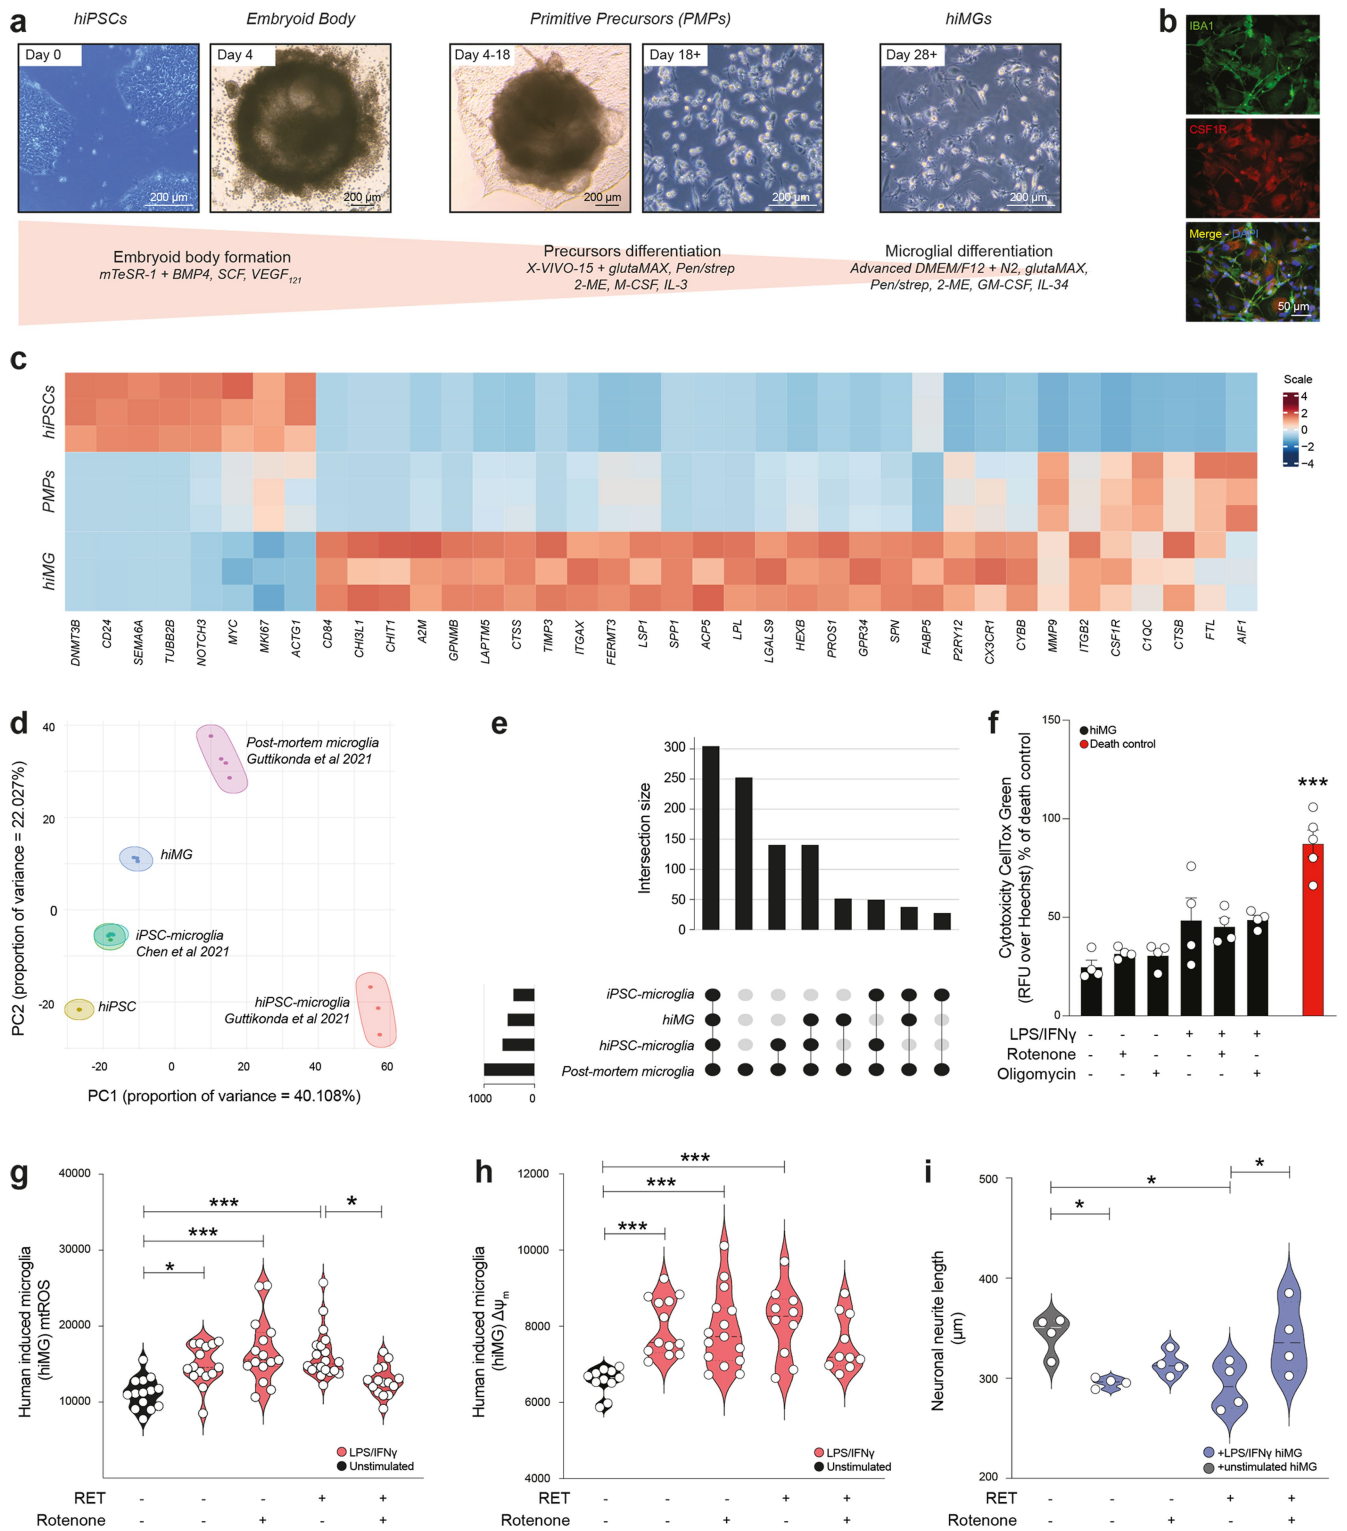 a
hiPSCs
Embryoid Body
Primitive Precursors (PMPs)
hiMGs
Day 0
Day 4
Day 4-18
Day 18+
Day 28+
200 µm
200 µm
200 µm
200 µm
200 µm
Embryoid body formation
mTeSR-1 + BMP4, SCF, VEGF121
Precursors differentiation
X-VIVO-15 + glutaMAX, Pen/strep
2-ME, M-CSF, IL-3
Microglial differentiation
Advanced DMEM/F12 + N2, glutaMAX,
Pen/strep, 2-ME, GM-CSF, IL-34
b
IBA1
CSF1R
Merge - DAPI
50 µm
c
hiPSCs
PMPs
hiMG
DNMT3B CD24 SEMA6A TUBB2B NOTCH3 MYC MKI67 ACTG1 CD84 CHI3L1 CHIT1 A2M GPNMB LAPTM5 CTSS TIMP3 ITGAX FERMT3 LSP1 SPP1 ACP5 LPL LGALS9 HEXB PROS1 GPR34 SPN FABP5 P2RY12 CX3CR1 CYBB MMP9 ITGB2 CSF1R C1QC CTSB FTL AIF1
Scale
4
2
0
−2
−4
d
PC2 (proportion of variance = 22.027%)
40
20
0
-20
Post-mortem microglia
Guttikonda et al 2021
hiMG
iPSC-microglia
Chen et al 2021
hiPSC
hiPSC-microglia
Guttikonda et al 2021
-20 0 20 40 60
PC1 (proportion of variance = 40.108%)
e
Intersection size
300
250
200
150
100
50
0
iPSC-microglia
hiMG
hiPSC-microglia
Post-mortem microglia
1000 0
f
Cytotoxicity CellTox Green
(RFU over Hoechst) % of death control
150
100
50
0
hiMG
Death control
***
LPS/IFNγ - - - + + +
Rotenone - + - - + -
Oligomycin - - + - - +
g
Human induced microglia
(hiMG) mtROS
40000
30000
20000
10000
***
*
***
*
LPS/IFNγ
Unstimulated
RET - - - + +
Rotenone - - + - +
h
Human induced microglia
(hiMG) Δψm
12000
10000
8000
6000
4000
***
***
***
LPS/IFNγ
Unstimulated
RET - - - + +
Rotenone - - + - +
i
Neuronal neurite length
(µm)
500
400
300
200
*
*
*
+LPS/IFNγ hiMG
+unstimulated hiMG
RET - - - + +
Rotenone - - + - +